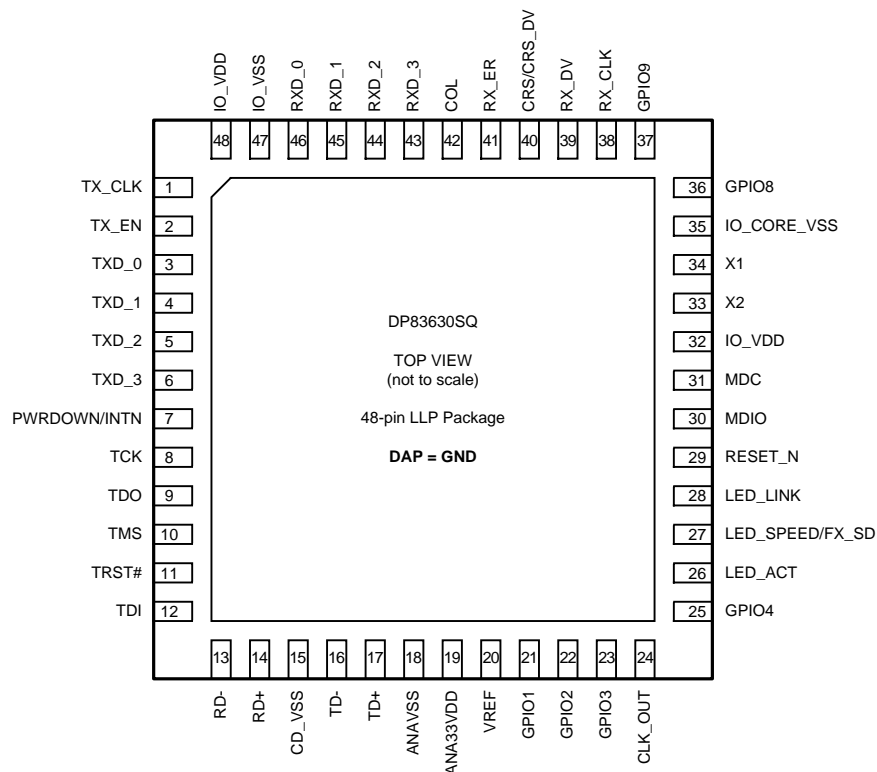 IO_VDD
IO_VSS
RXD_0
RXD_1
RXD_2
RXD_3
COL
RX_ER
CRS/CRS_DV
RX_DV
RX_CLK
GPIO9
48
47
46
45
44
43
42
41
40
39
38
37
TX_CLK 1
TX_EN 2
TXD_0 3
TXD_1 4
TXD_2 5
TXD_3 6
PWRDOWN/INTN 7
TCK 8
TDO 9
TMS 10
TRST# 11
TDI 12
DP83630SQ
TOP VIEW
(not to scale)
48-pin LLP Package
DAP = GND
36 GPIO8
35 IO_CORE_VSS
34 X1
33 X2
32 IO_VDD
31 MDC
30 MDIO
29 RESET_N
28 LED_LINK
27 LED_SPEED/FX_SD
26 LED_ACT
25 GPIO4
13
14
15
16
17
18
19
20
21
22
23
24
RD-
RD+
CD_VSS
TD-
TD+
ANAVSS
ANA33VDD
VREF
GPIO1
GPIO2
GPIO3
CLK_OUT